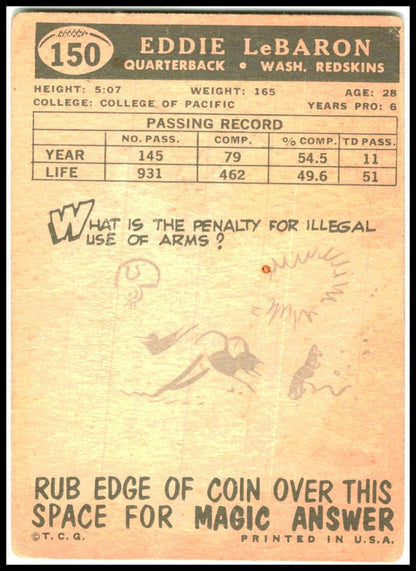 150
EDDIE LeBARON
QUARTERBACK • WASH. REDSKINS
HEIGHT: 5:07 WEIGHT: 165 AGE: 28
COLLEGE: COLLEGE OF PACIFIC YEARS PRO: 6
PASSING RECORD
NO. PASS. COMP. % COMP. TD PASS.
YEAR 145 79 54.5 11
LIFE 931 462 49.6 51
WHAT IS THE PENALTY FOR ILLEGAL
USE OF ARMS?
RUB EDGE OF COIN OVER THIS
SPACE FOR MAGIC ANSWER
©T.C.G. PRINTED IN U.S.A.